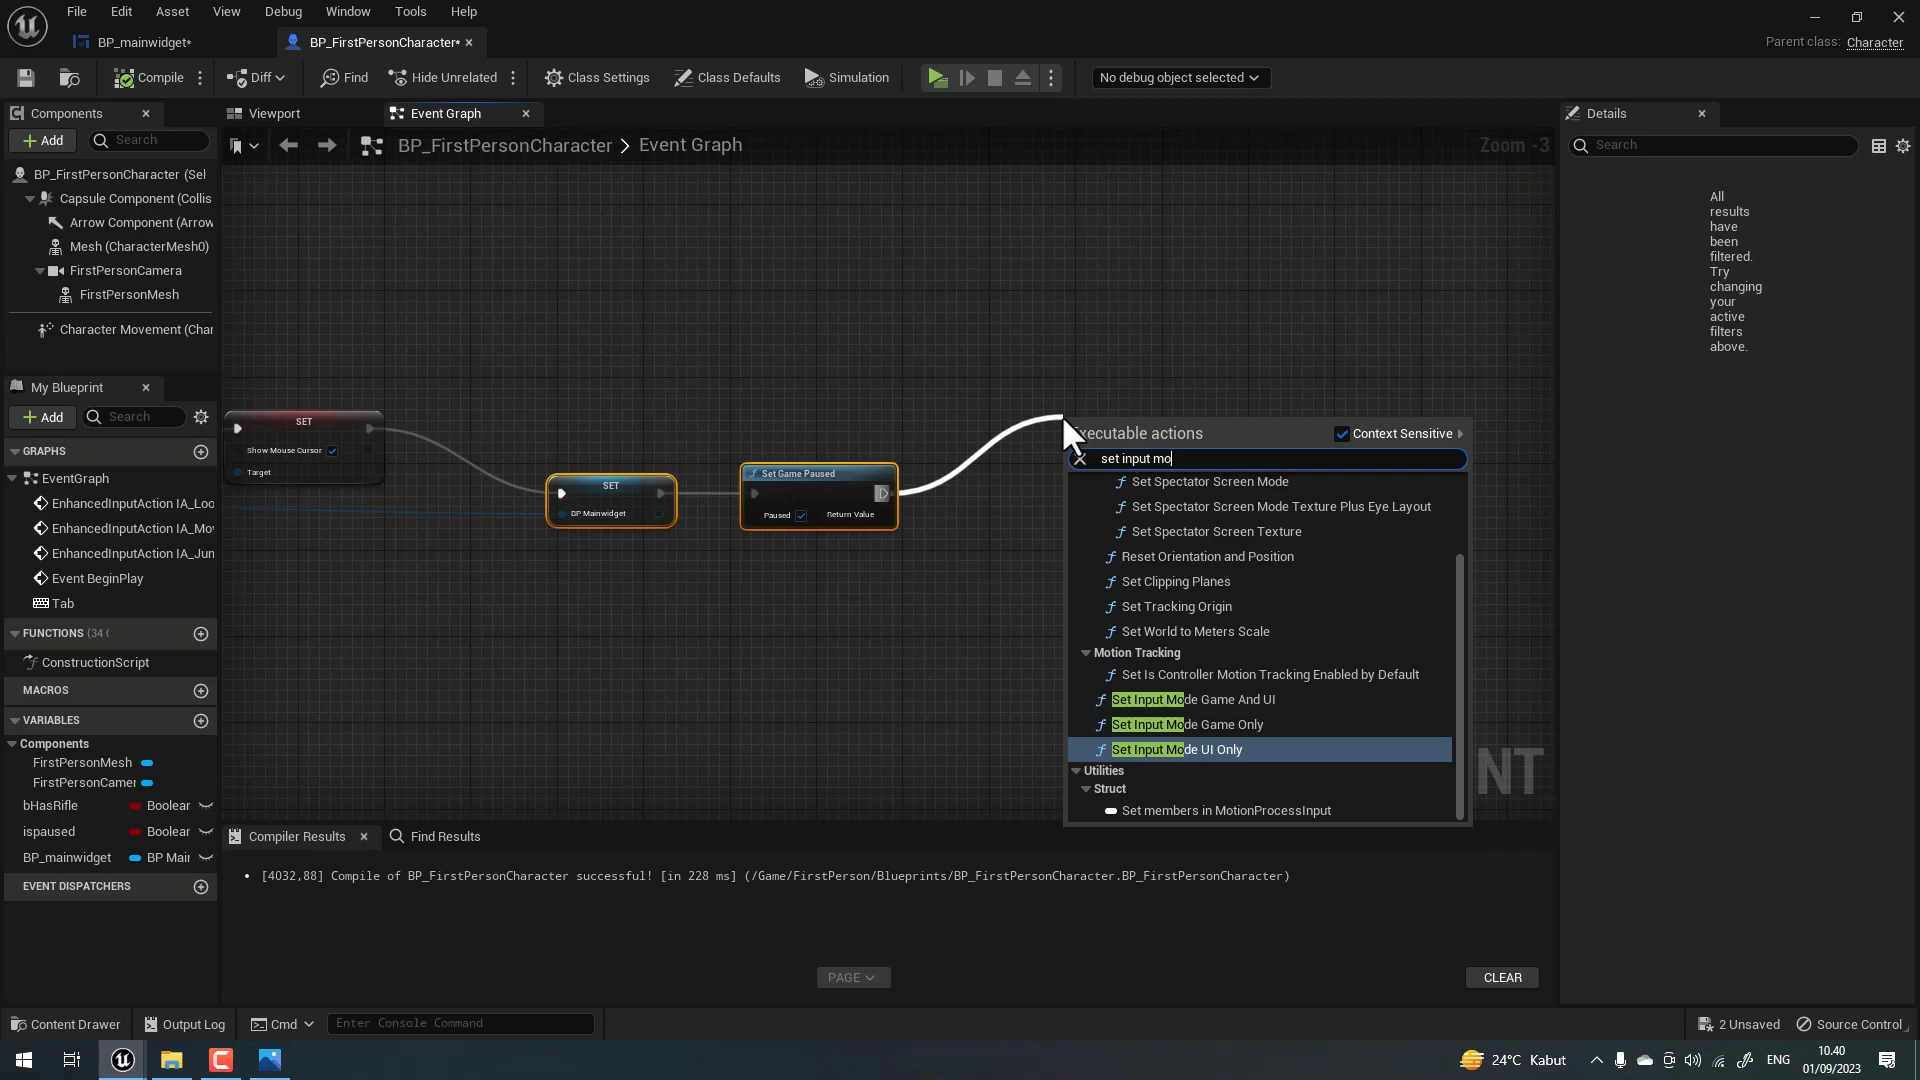 File Edit Asset View Debug Window Tools Help
BP_mainwidget*
BP_FirstPersonCharacter*
Parent class: Character
Compile
Diff
Find
Hide Unrelated
Class Settings
Class Defaults
Simulation
No debug object selected
Components
Viewport
Event Graph
Details
Add
Search
BP_FirstPersonCharacter > Event Graph
Zoom -3
Search
BP_FirstPersonCharacter (Sel
Capsule Component (Collis
Arrow Component (Arrow
Mesh (CharacterMesh0)
FirstPersonCamera
FirstPersonMesh
Character Movement (Char
All
results
have
been
filtered.
Try
changing
your
active
filters
above.
My Blueprint
Add
Search
GRAPHS
EventGraph
EnhancedInputAction IA_Loo
EnhancedInputAction IA_Mov
EnhancedInputAction IA_Jum
Event BeginPlay
Tab
FUNCTIONS (34
ConstructionScript
MACROS
VARIABLES
Components
FirstPersonMesh
FirstPersonCamer
bHasRifle Boolear
ispaused Boolear
BP_mainwidget BP Mair
EVENT DISPATCHERS
SET
Show Mouse Cursor
Target
SET
BP Mainwidget
Set Game Paused
Paused
Return Value
xecutable actions
Context Sensitive
set input mo
Set Spectator Screen Mode
Set Spectator Screen Mode Texture Plus Eye Layout
Set Spectator Screen Texture
Reset Orientation and Position
Set Clipping Planes
Set Tracking Origin
Set World to Meters Scale
Motion Tracking
Set Is Controller Motion Tracking Enabled by Default
Set Input Mode Game And UI
Set Input Mode Game Only
Set Input Mode UI Only
Utilities
Struct
Set members in MotionProcessInput
NT
Compiler Results
Find Results
[4032,88] Compile of BP_FirstPersonCharacter successful! [in 228 ms] (/Game/FirstPerson/Blueprints/BP_FirstPersonCharacter.BP_FirstPersonCharacter)
PAGE
CLEAR
Content Drawer
Output Log
Cmd
Enter Console Command
2 Unsaved
Source Control
24°C Kabut
ENG
10.40
01/09/2023